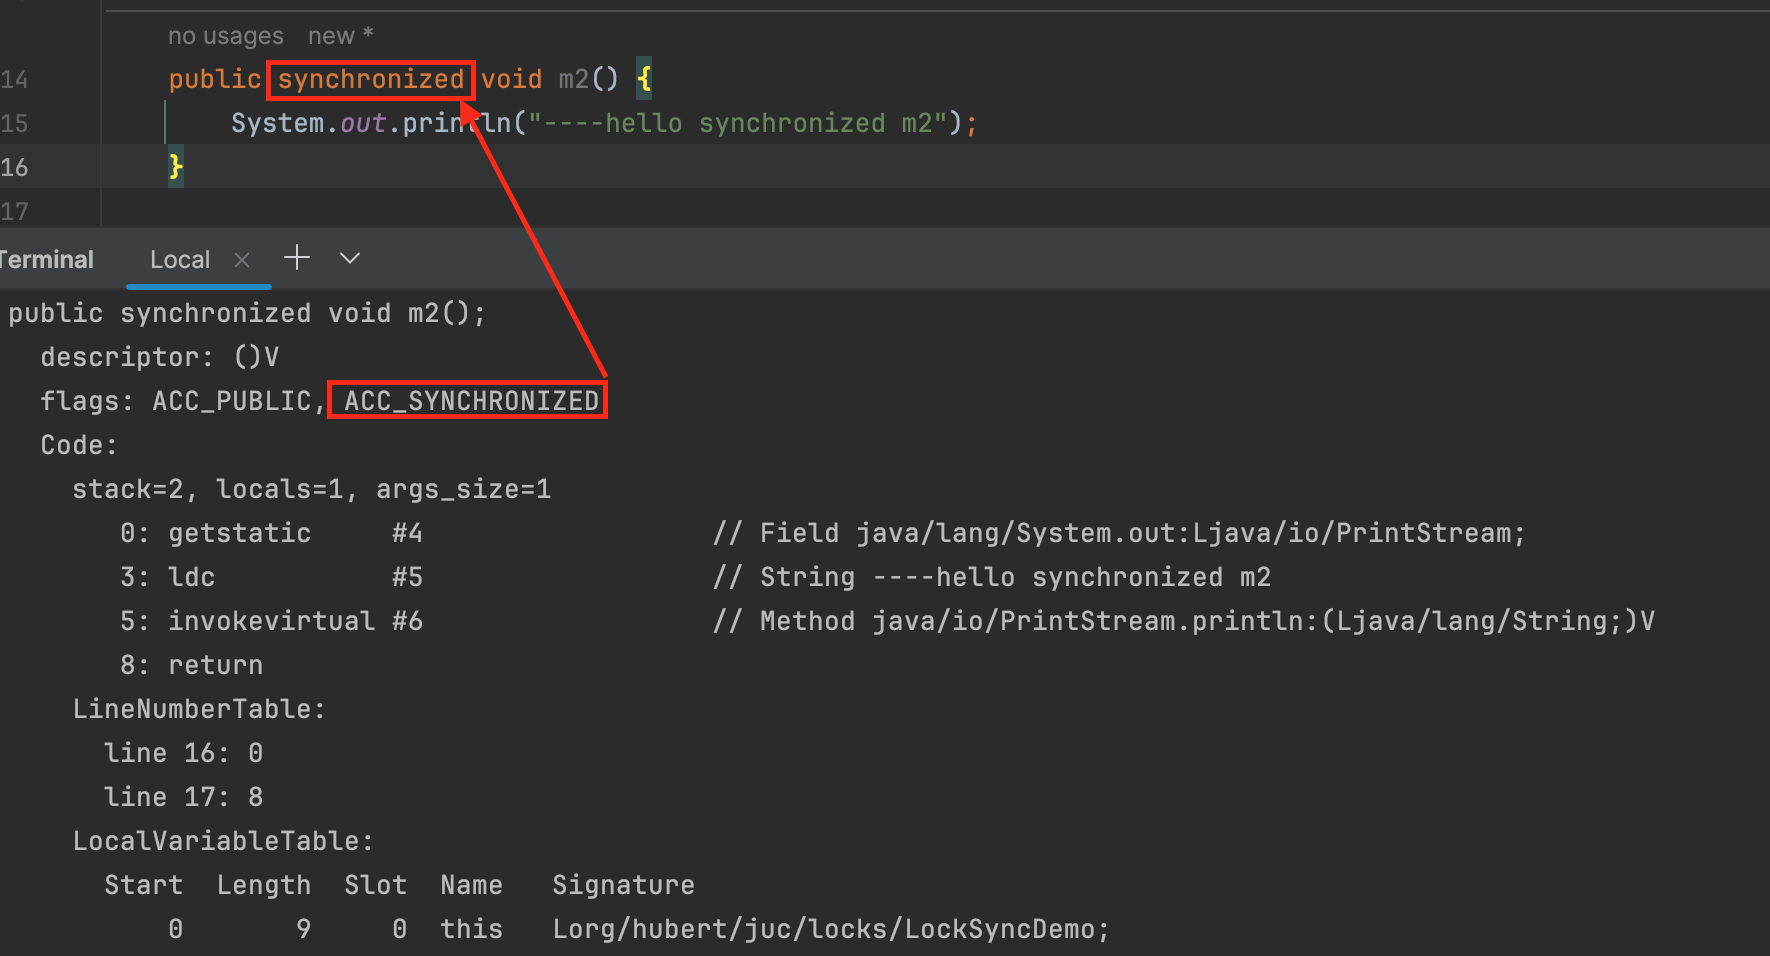 no usages new *
14 public synchronized void m2() {
15 System.out.println("----hello synchronized m2");
16 }
17
Terminal Local × + ⌄
public synchronized void m2();
descriptor: ()V
flags: ACC_PUBLIC, ACC_SYNCHRONIZED
Code:
stack=2, locals=1, args_size=1
0: getstatic #4 // Field java/lang/System.out:Ljava/io/PrintStream;
3: ldc #5 // String ----hello synchronized m2
5: invokevirtual #6 // Method java/io/PrintStream.println:(Ljava/lang/String;)V
8: return
LineNumberTable:
line 16: 0
line 17: 8
LocalVariableTable:
Start Length Slot Name Signature
0 9 0 this Lorg/hubert/juc/locks/LockSyncDemo;